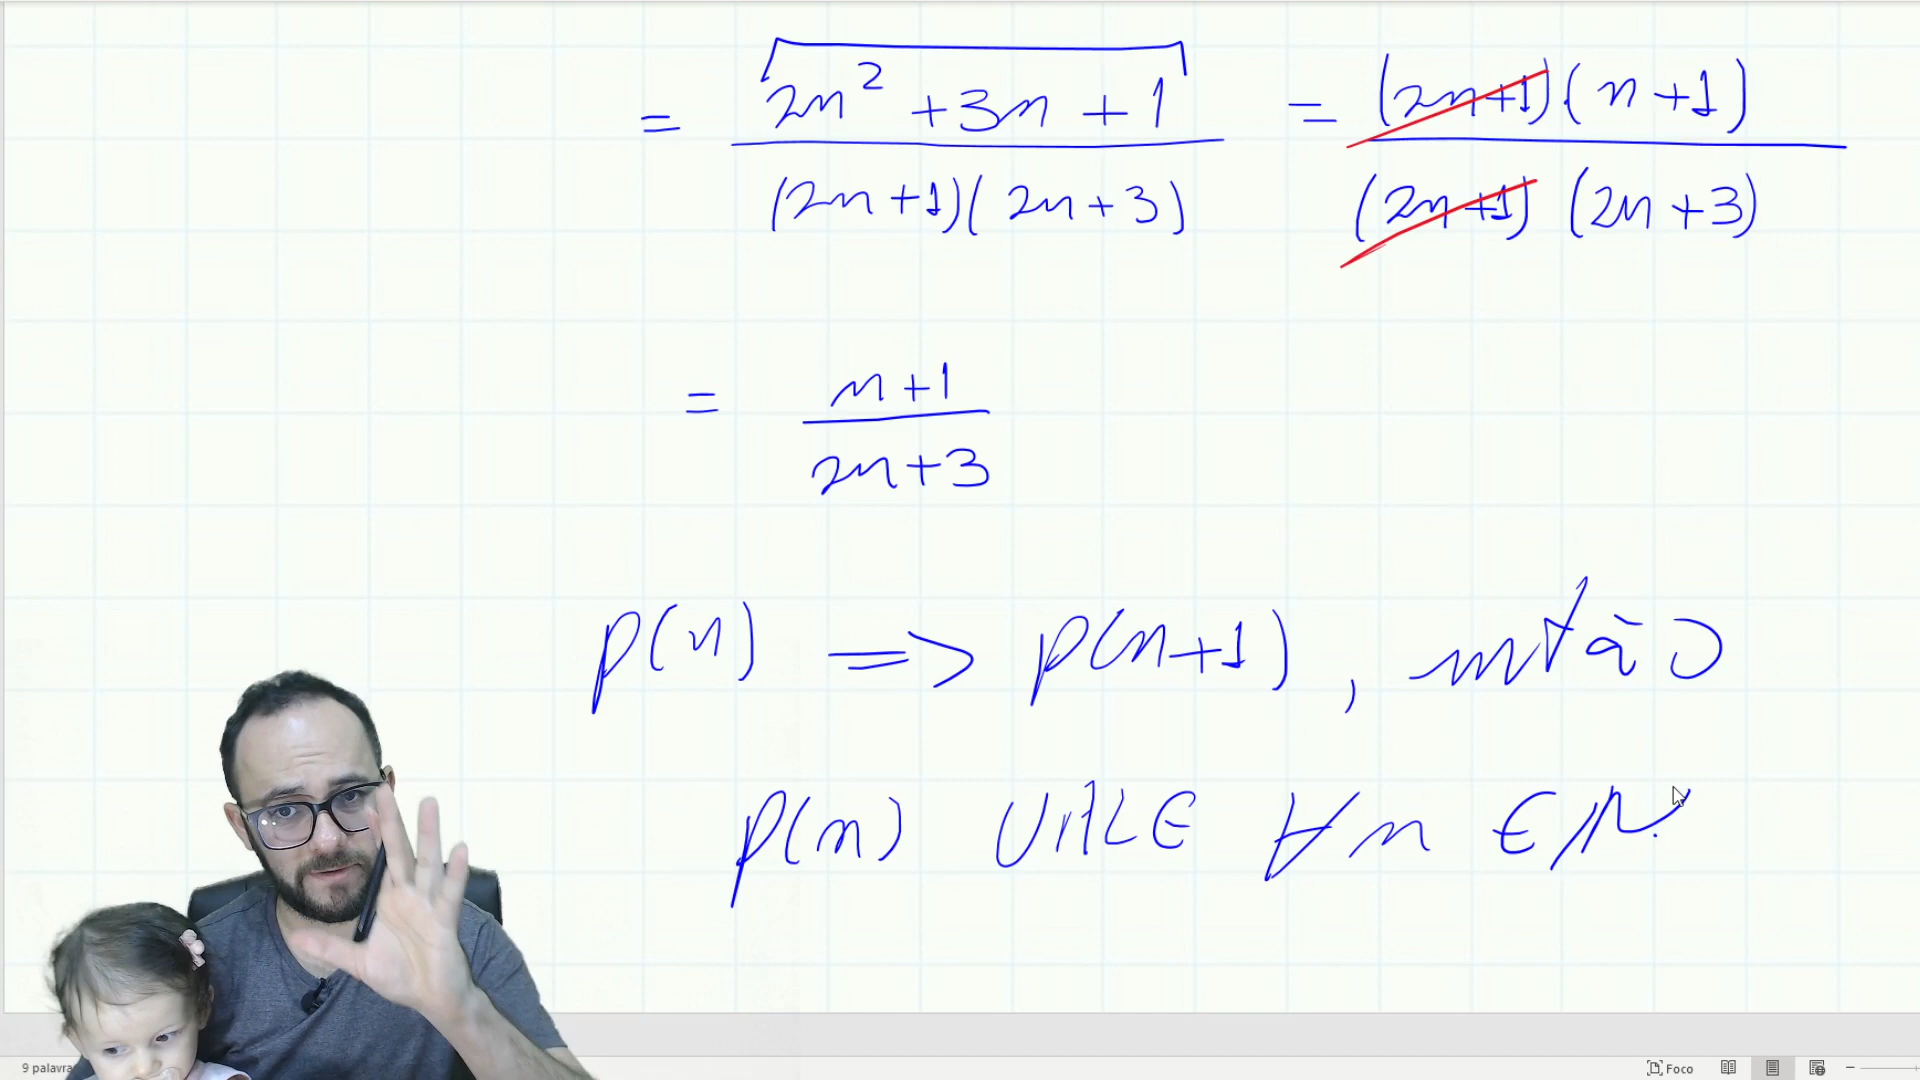 = 2n² + 3n + 1 / (2n+1)(2n+3) = (2n+1)·(n+1) / (2n+1)(2n+3)
= n+1 / 2n+3
p(n) => p(n+1), então
p(n) VALE ∀n ∈ ℕ.
9 palavra
Foco